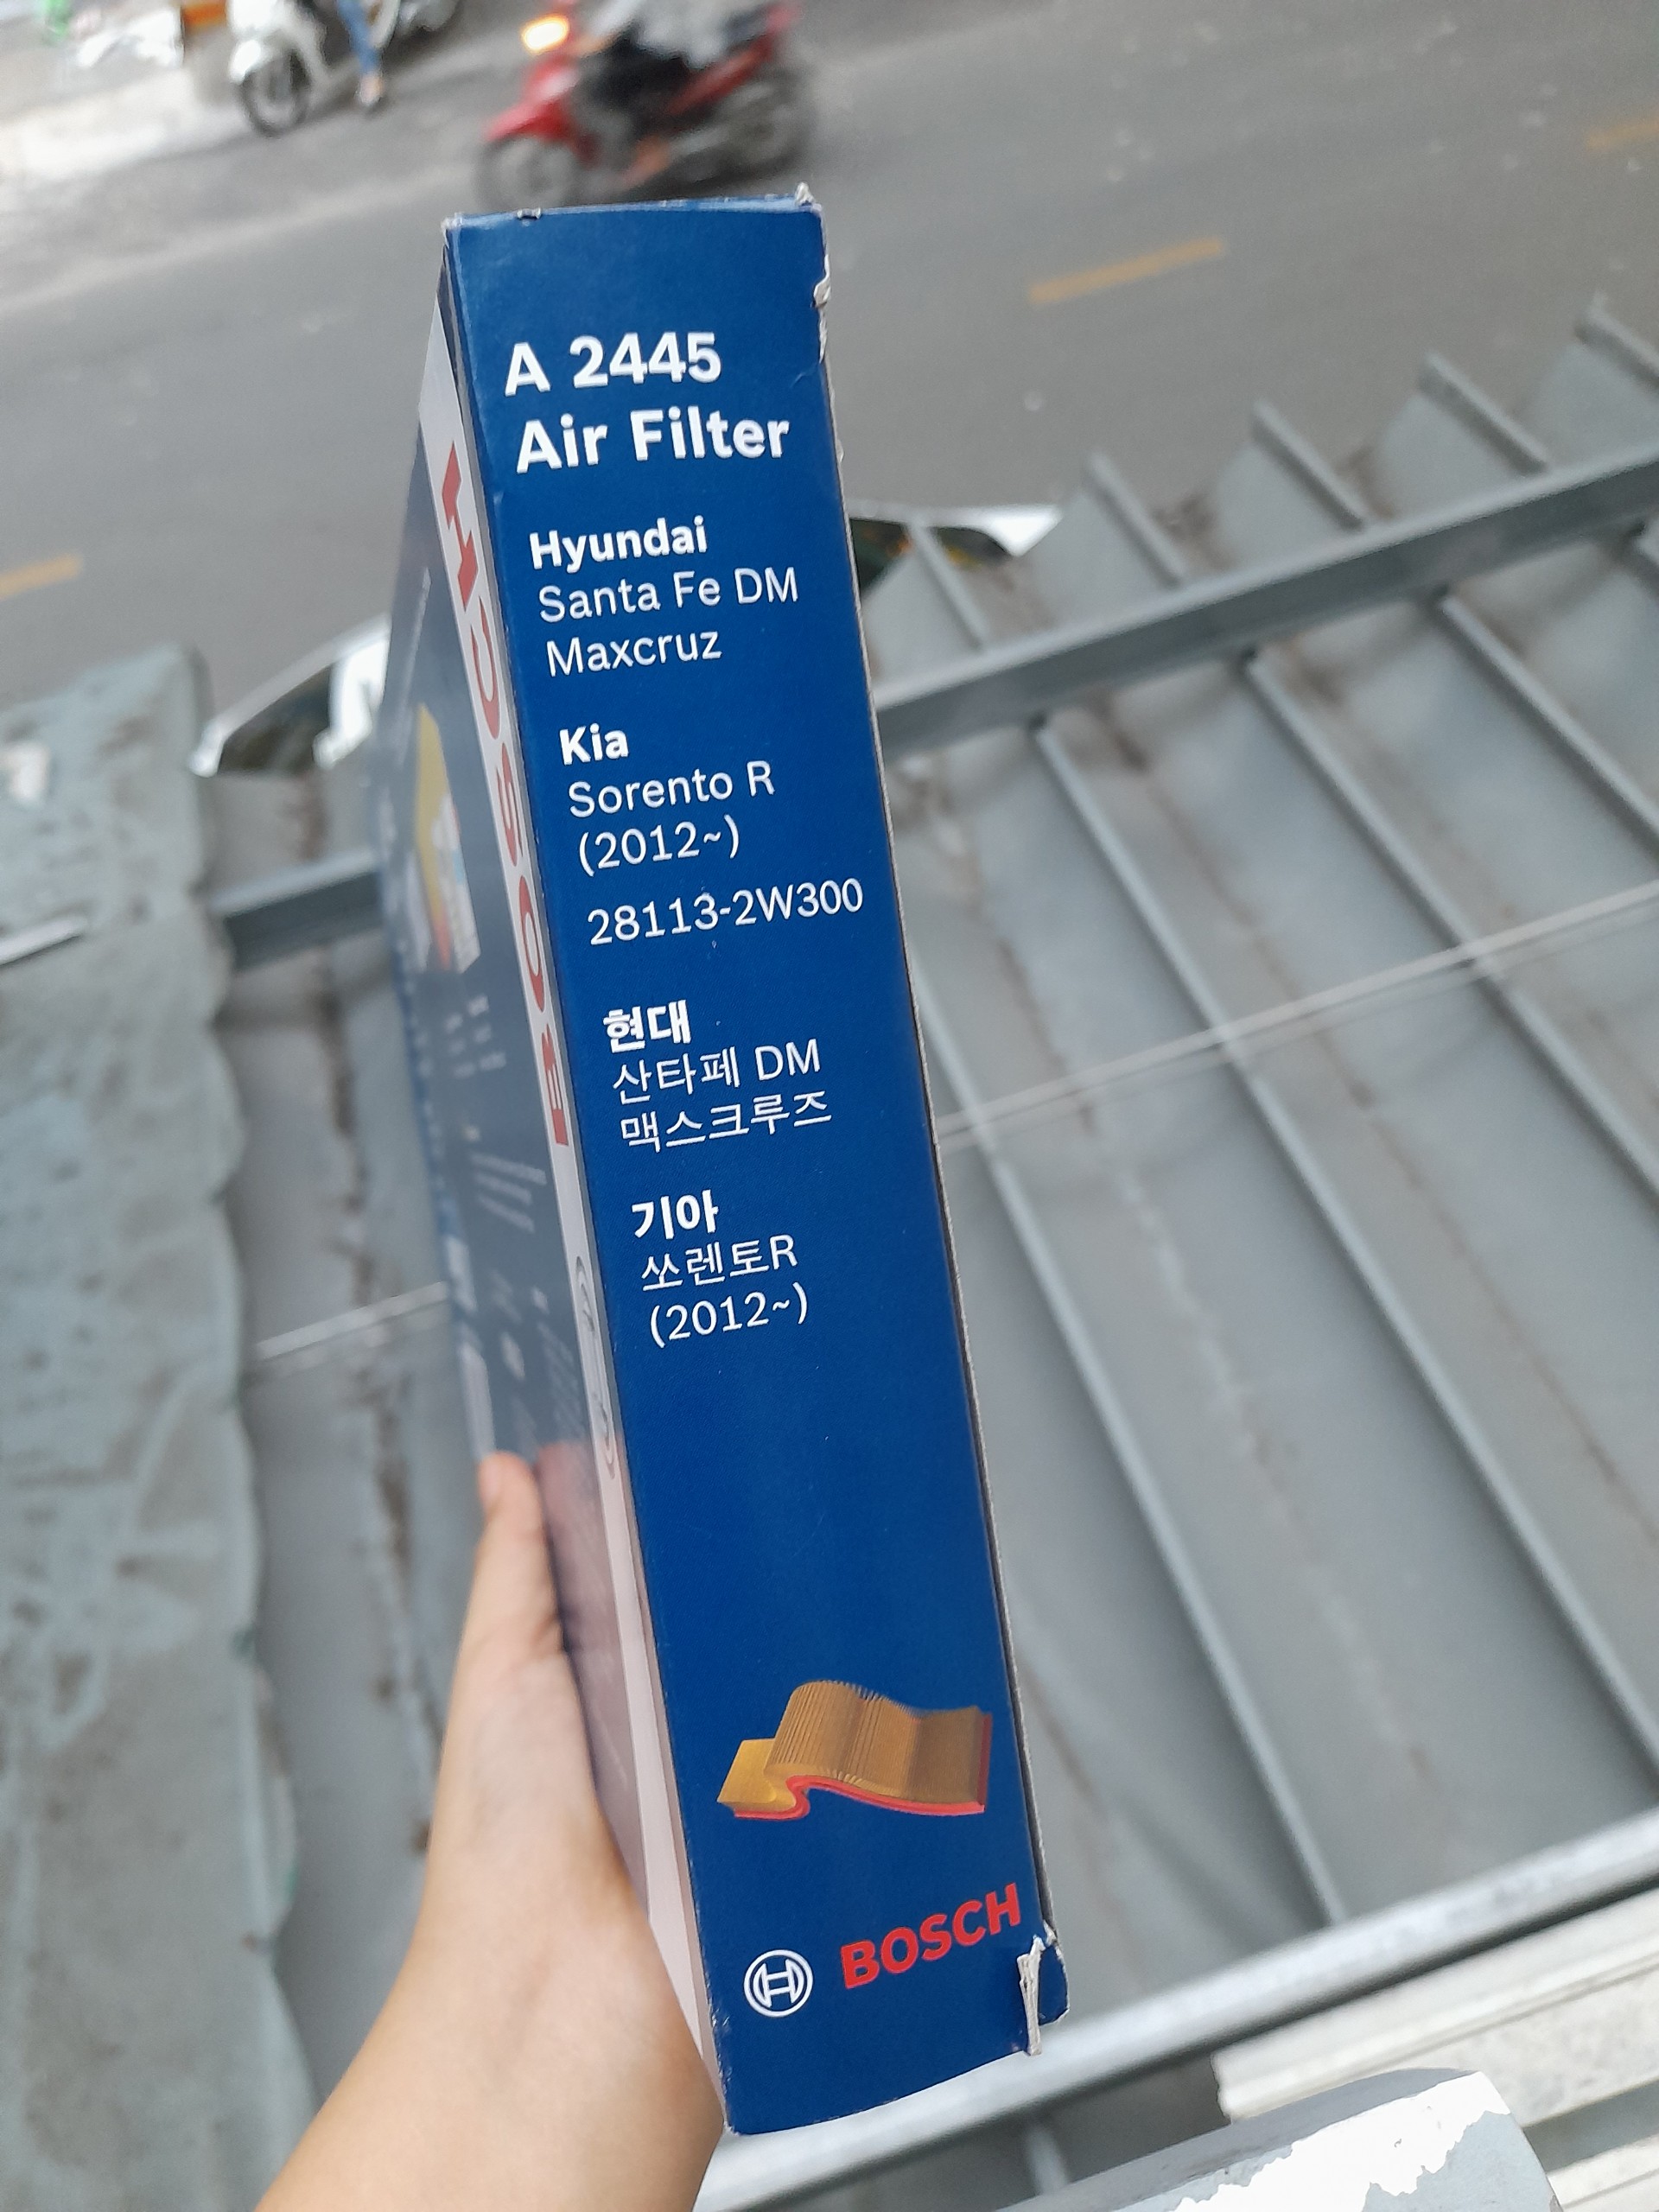 A 2445
Air Filter
Hyundai
Santa Fe DM
Maxcruz
Kia
Sorento R
(2012~)
28113-2W300
현대
산타페 DM
맥스크루즈
기아
쏘렌토R
(2012~)
BOSCH
BOSCH